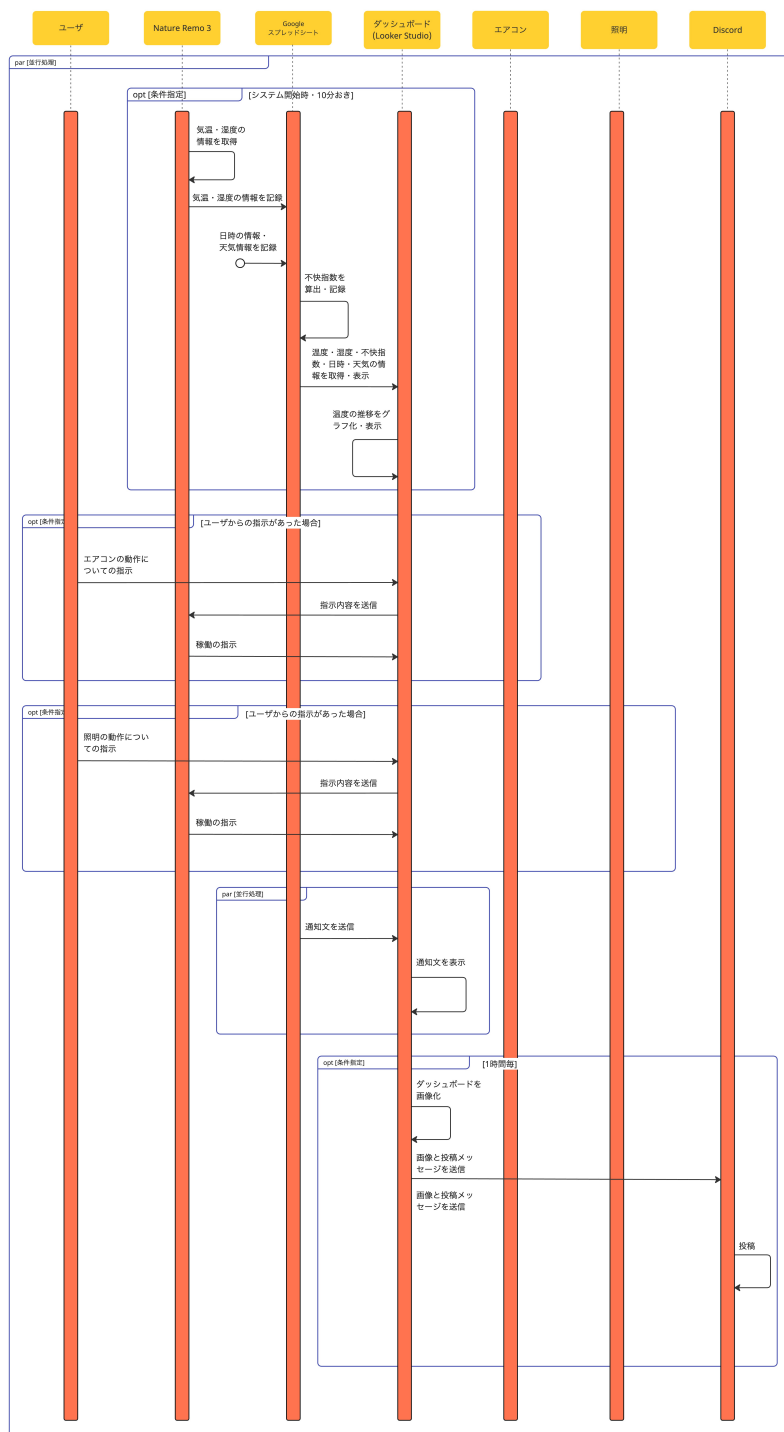 ユーザ
Nature Remo 3
Google
スプレッドシート
ダッシュボード
(Looker Studio)
エアコン
照明
Discord
par [並行処理]
opt [条件指定]
[システム開始時・10分おき]
気温・湿度の
情報を取得
気温・湿度の情報を記録
日時の情報・
天気情報を記録
不快指数を
算出・記録
温度・湿度・不快指
数・日時・天気の情
報を取得・表示
温度の推移をグ
ラフ化・表示
opt [条件指定
[ユーザからの指示があった場合]
エアコンの動作に
ついての指示
指示内容を送信
稼働の指示
opt [条件指定
[ユーザからの指示があった場合]
照明の動作につい
ての指示
指示内容を送信
稼働の指示
par [並行処理]
通知文を送信
通知文を表示
opt [条件指定]
[1時間毎]
ダッシュボードを
画像化
画像と投稿メッ
セージを送信
画像と投稿メッ
セージを送信
投稿